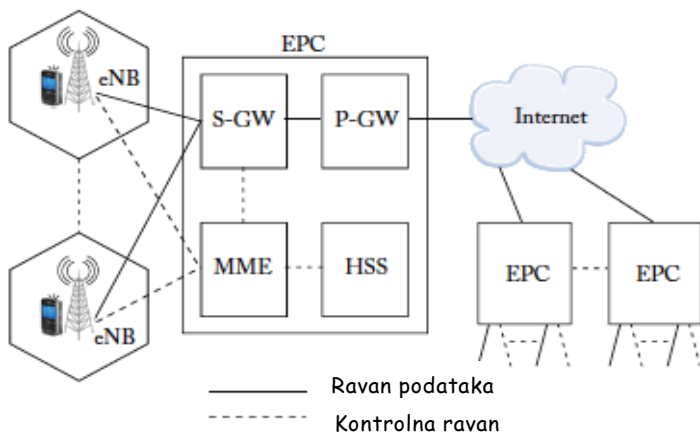 EPC
eNB
S-GW
P-GW
Internet
MME
HSS
eNB
EPC
EPC
Ravan podataka
Kontrolna ravan